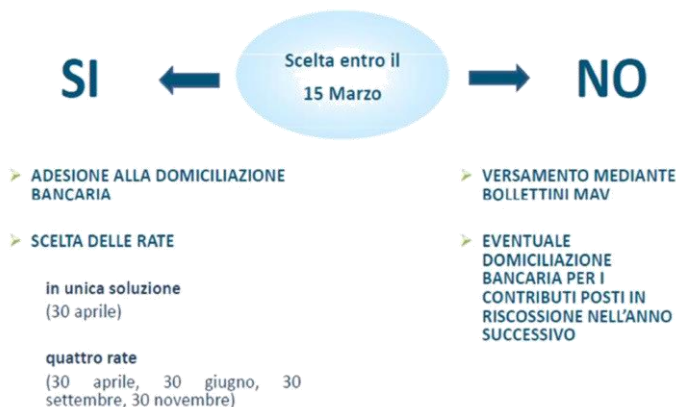 SI
Scelta entro il
15 Marzo
NO
ADESIONE ALLA DOMICILIAZIONE
BANCARIA
SCELTA DELLE RATE
in unica soluzione
(30 aprile)
quattro rate
(30 aprile, 30 giugno, 30
settembre, 30 novembre)
VERSAMENTO MEDIANTE
BOLLETTINI MAV
EVENTUALE
DOMICILIAZIONE
BANCARIA PER I
CONTRIBUTI POSTI IN
RISCOSSIONE NELL'ANNO
SUCCESSIVO